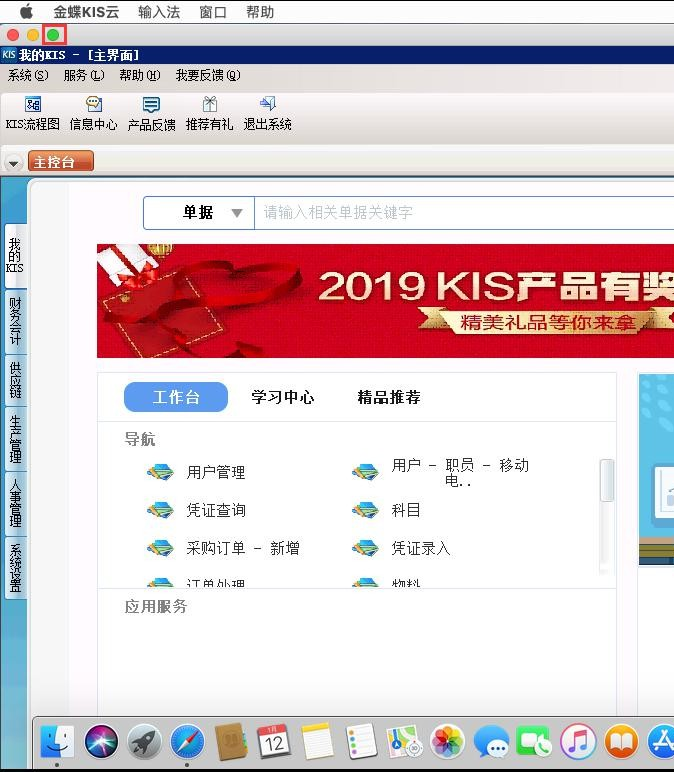 金蝶KIS云 输入法 窗口 帮助
KIS 我的KIS - [主界面]
系统(S) 服务(L) 帮助(H) 我要反馈(Q)
KIS流程图 信息中心 产品反馈 推荐有礼 退出系统
主控台
单据 请输入相关单据关键字
我的KIS
财务会计
供应链
生产管理
人事管理
系统设置
2019 KIS产品有奖
精美礼品等你来拿
工作台 学习中心 精品推荐
导航
用户管理 用户 - 职员 - 移动电..
凭证查询 科目
采购订单 - 新增 凭证录入
订单处理 物料
应用服务
1月
12